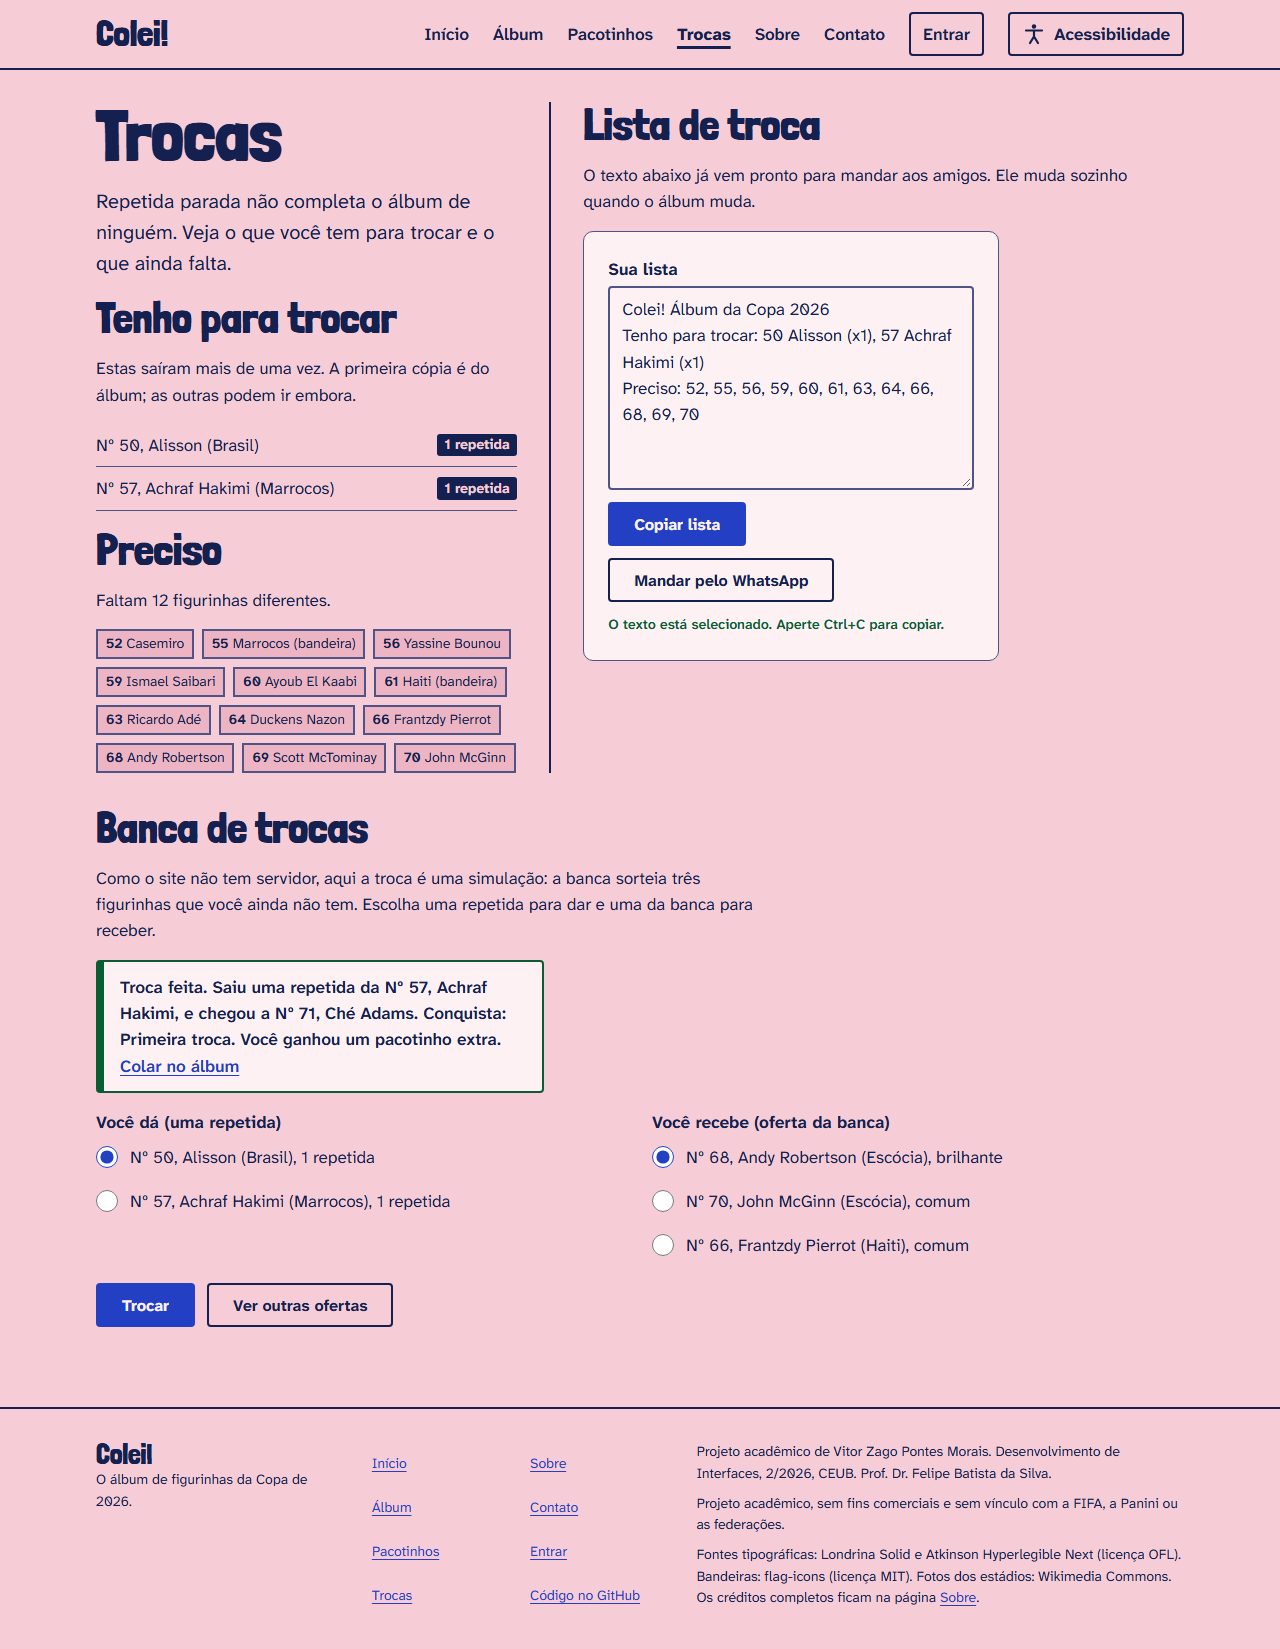 Colei!
Início
Álbum
Pacotinhos
Trocas
Sobre
Contato
Entrar
Acessibilidade
Trocas
Repetida parada não completa o álbum de
ninguém. Veja o que você tem para trocar e o
que ainda falta.
Tenho para trocar
Estas saíram mais de uma vez. A primeira cópia é do
álbum; as outras podem ir embora.
Nº 50, Alisson (Brasil) 1 repetida
Nº 57, Achraf Hakimi (Marrocos) 1 repetida
Preciso
Faltam 12 figurinhas diferentes.
52 Casemiro 55 Marrocos (bandeira) 56 Yassine Bounou
59 Ismael Saibari 60 Ayoub El Kaabi 61 Haiti (bandeira)
63 Ricardo Adé 64 Duckens Nazon 66 Frantzdy Pierrot
68 Andy Robertson 69 Scott McTominay 70 John McGinn
Lista de troca
O texto abaixo já vem pronto para mandar aos amigos. Ele muda sozinho
quando o álbum muda.
Sua lista
Colei! Álbum da Copa 2026
Tenho para trocar: 50 Alisson (x1), 57 Achraf
Hakimi (x1)
Preciso: 52, 55, 56, 59, 60, 61, 63, 64, 66,
68, 69, 70
Copiar lista
Mandar pelo WhatsApp
O texto está selecionado. Aperte Ctrl+C para copiar.
Banca de trocas
Como o site não tem servidor, aqui a troca é uma simulação: a banca sorteia três
figurinhas que você ainda não tem. Escolha uma repetida para dar e uma da banca para
receber.
Troca feita. Saiu uma repetida da Nº 57, Achraf
Hakimi, e chegou a Nº 71, Ché Adams. Conquista:
Primeira troca. Você ganhou um pacotinho extra.
Colar no álbum
Você dá (uma repetida)
Nº 50, Alisson (Brasil), 1 repetida
Nº 57, Achraf Hakimi (Marrocos), 1 repetida
Você recebe (oferta da banca)
Nº 68, Andy Robertson (Escócia), brilhante
Nº 70, John McGinn (Escócia), comum
Nº 66, Frantzdy Pierrot (Haiti), comum
Trocar
Ver outras ofertas
Colei!
O álbum de figurinhas da Copa de
2026.
Início
Álbum
Pacotinhos
Trocas
Sobre
Contato
Entrar
Código no GitHub
Projeto acadêmico de Vitor Zago Pontes Morais. Desenvolvimento de
Interfaces, 2/2026, CEUB. Prof. Dr. Felipe Batista da Silva.
Projeto acadêmico, sem fins comerciais e sem vínculo com a FIFA, a Panini ou
as federações.
Fontes tipográficas: Londrina Solid e Atkinson Hyperlegible Next (licença OFL).
Bandeiras: flag-icons (licença MIT). Fotos dos estádios: Wikimedia Commons.
Os créditos completos ficam na página Sobre.